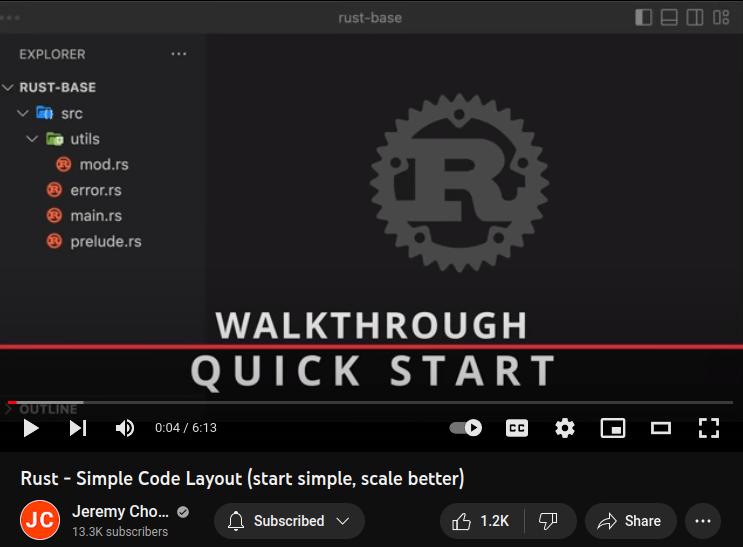 rust-base
EXPLORER
RUST-BASE
src
utils
mod.rs
error.rs
main.rs
prelude.rs
R
WALKTHROUGH
QUICK START
OUTLINE
0:04 / 6:13
CC
Rust - Simple Code Layout (start simple, scale better)
JC
Jeremy Cho...
13.3K subscribers
Subscribed
1.2K
Share